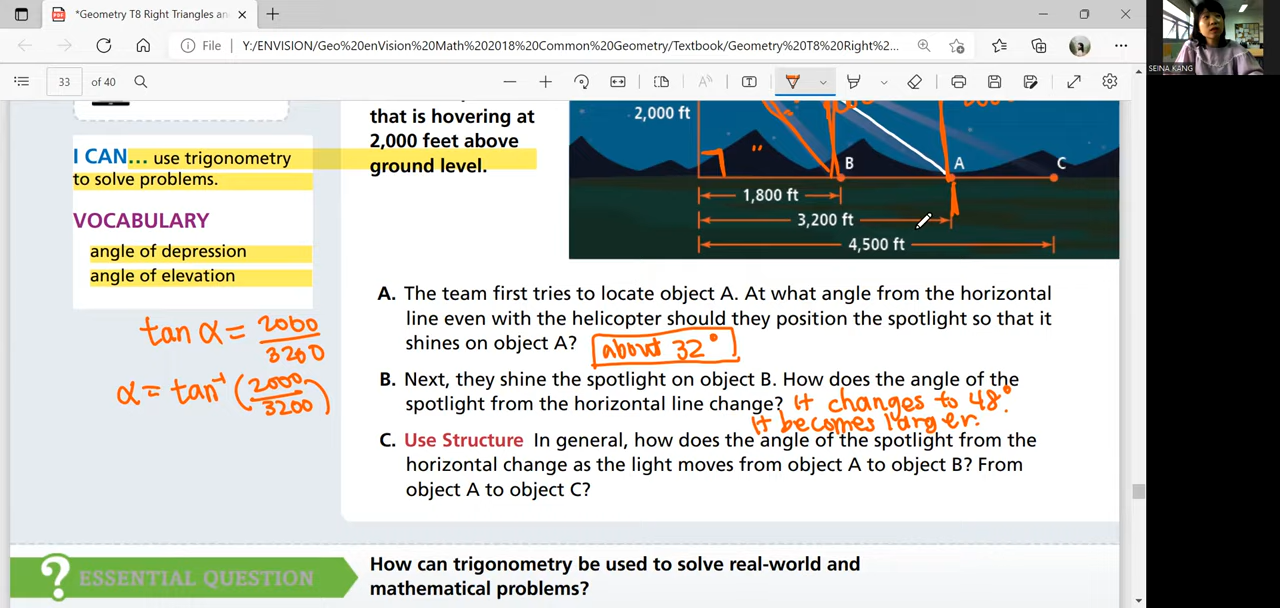 *Geometry T8 Right Triangles an
File
Y:/ENVISION/Geo%20enVision%20Math%202018%20Common%20Geometry/Textbook/Geometry%20T8%20Right%2...
33 of 40
SEINA KANG
that is hovering at
2,000 feet above
ground level.
2,000 ft
B
A
C
1,800 ft
3,200 ft
4,500 ft
I CAN... use trigonometry
to solve problems.
VOCABULARY
angle of depression
angle of elevation
tan α = 2000/3200
α = tan⁻¹ (2000/3200)
A. The team first tries to locate object A. At what angle from the horizontal
line even with the helicopter should they position the spotlight so that it
shines on object A? about 32°
B. Next, they shine the spotlight on object B. How does the angle of the
spotlight from the horizontal line change? It changes to 48°.
It becomes larger.
C. Use Structure In general, how does the angle of the spotlight from the
horizontal change as the light moves from object A to object B? From
object A to object C?
? ESSENTIAL QUESTION
How can trigonometry be used to solve real-world and
mathematical problems?